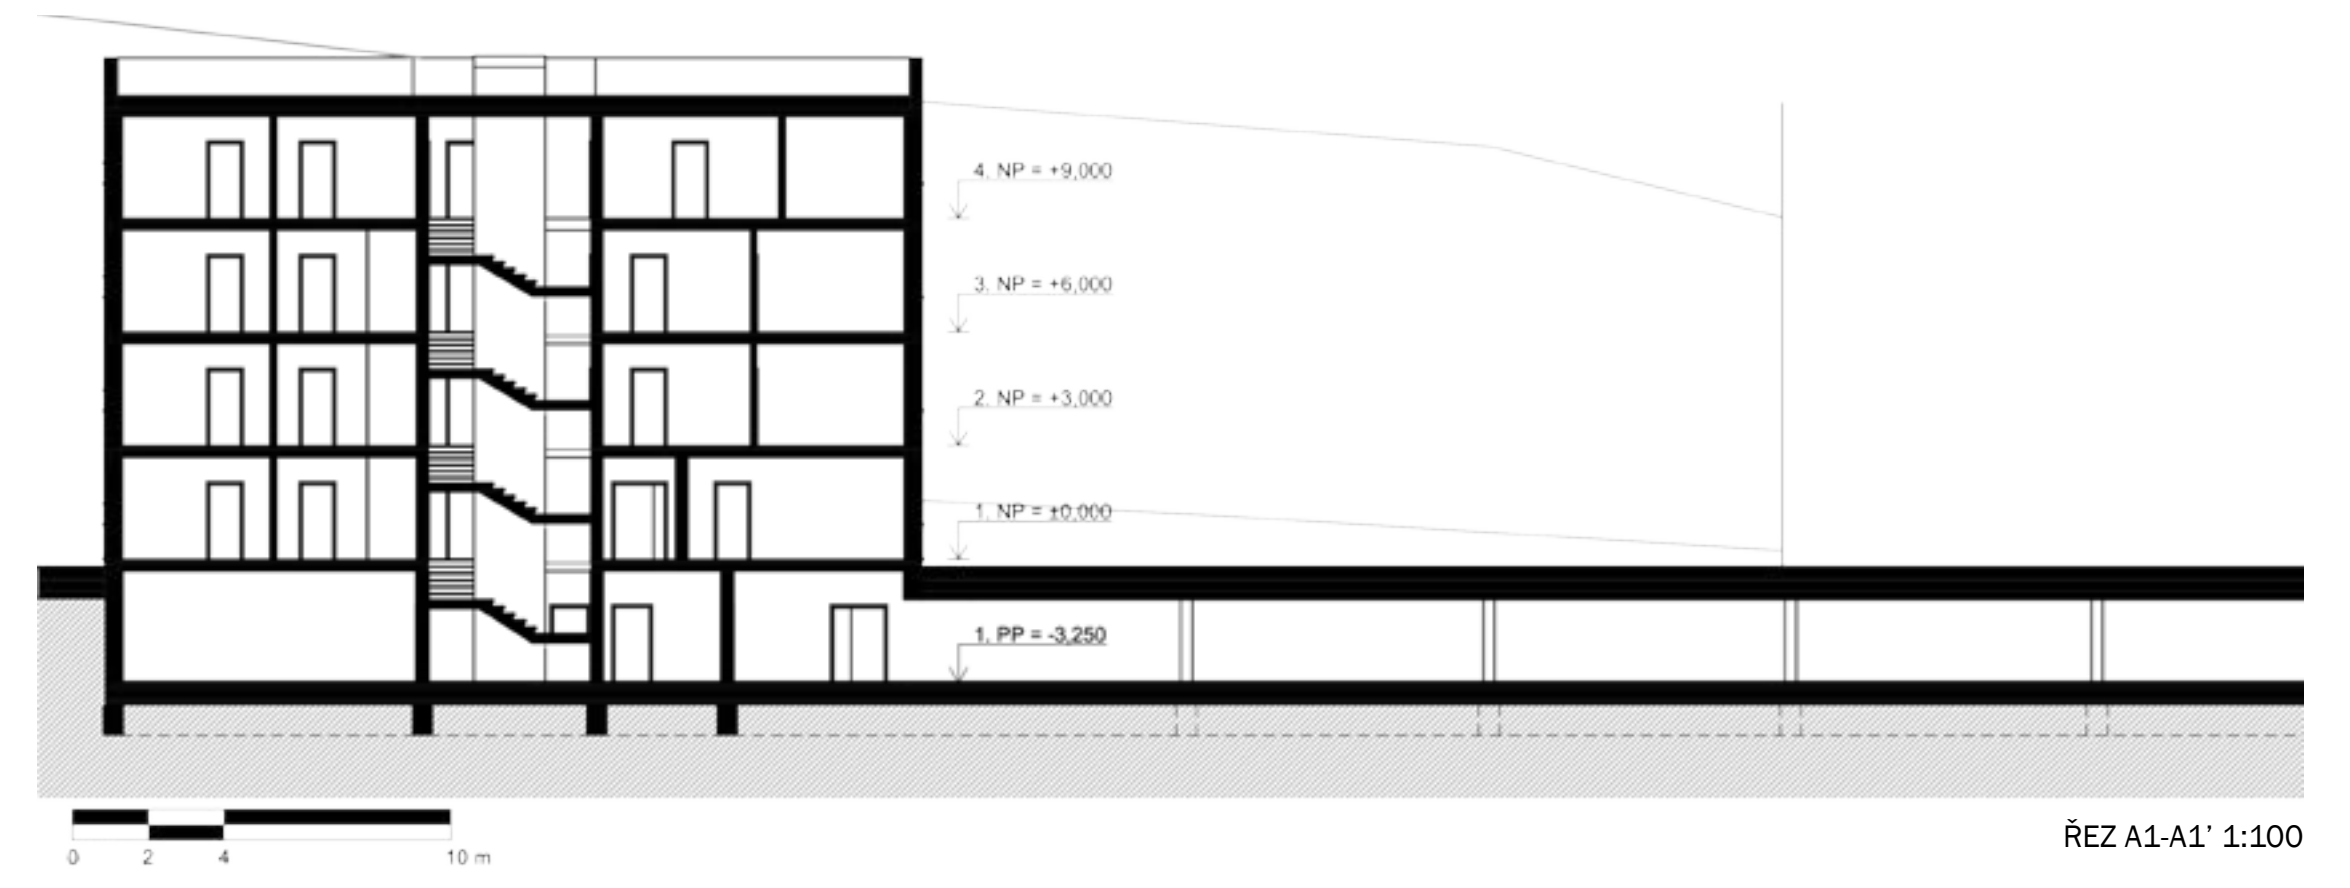 4. NP = +9,000
3. NP = +6,000
2. NP = +3,000
1. NP = ±0,000
1. PP = -3,250
0 2 4 10 m
ŘEZ A1-A1’ 1:100